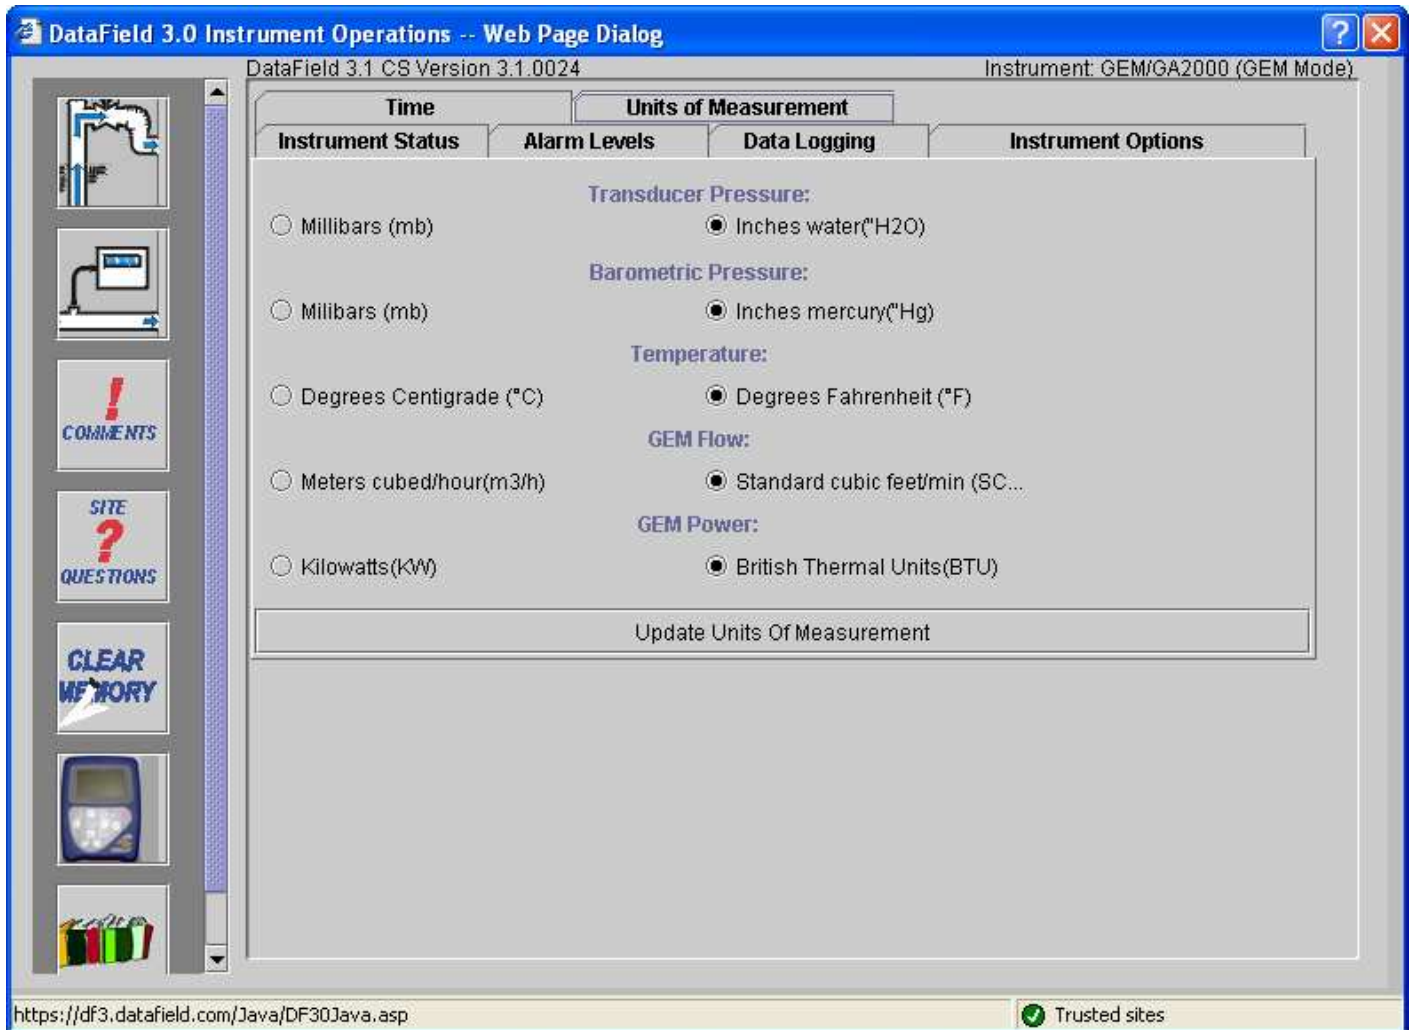 DataField 3.0 Instrument Operations -- Web Page Dialog
DataField 3.1 CS Version 3.1.0024 Instrument: GEM/GA2000 (GEM Mode)
Time Units of Measurement
Instrument Status Alarm Levels Data Logging Instrument Options
Transducer Pressure:
Millibars (mb) Inches water("H2O)
Barometric Pressure:
Milibars (mb) Inches mercury("Hg)
Temperature:
Degrees Centigrade (°C) Degrees Fahrenheit (°F)
GEM Flow:
Meters cubed/hour(m3/h) Standard cubic feet/min (SC...
GEM Power:
Kilowatts(KW) British Thermal Units(BTU)
Update Units Of Measurement
!
COMMENTS
SITE
?
QUESTIONS
CLEAR
MEMORY
https://df3.datafield.com/Java/DF30Java.asp Trusted sites